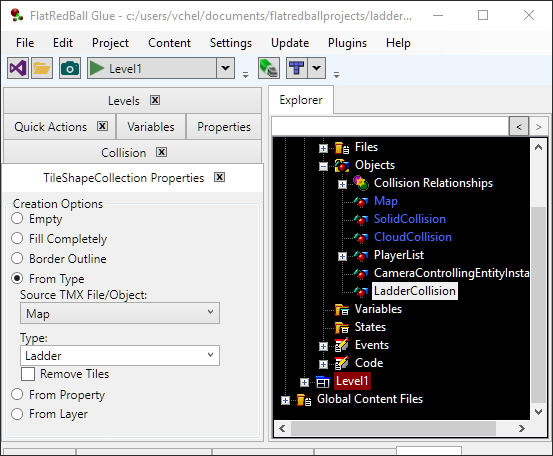 FlatRedBall Glue - c:/users/vchel/documents/flatredballprojects/ladder...
File Project Content Settings Update Plugins Help
Level1
Levels
Quick Actions Variables Properties
Collision
TileShapeCollection Properties
Creation Options
Empty
Fill Completely
Border Outline
From Type
Source TMX File/Object:
Map
Type:
Ladder
Remove Tiles
From Property
From Layer
Explorer
< >
Files
Objects
Collision Relationships
Map
SolidCollision
CloudCollision
PlayerList
CameraControllingEntityInsta
LadderCollision
Variables
States
Events
Code
Level1
Global Content Files